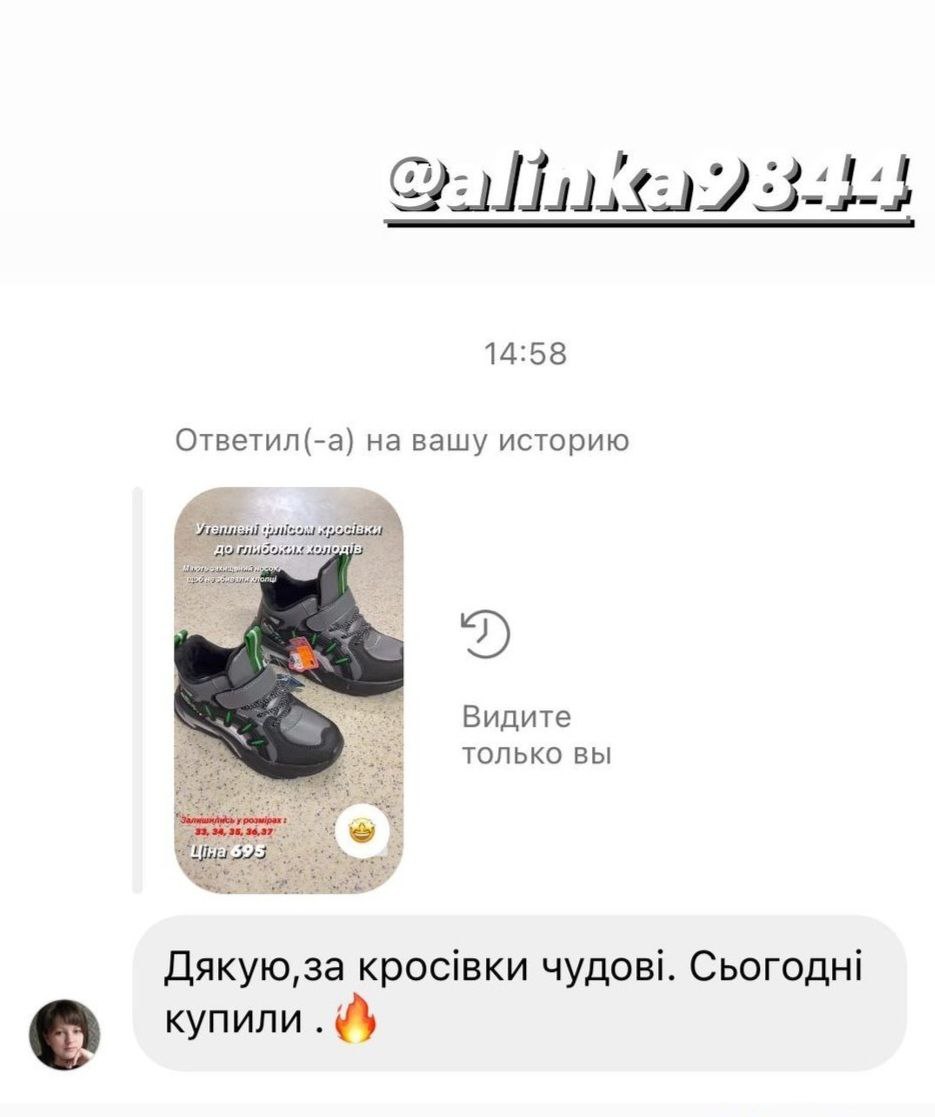 @alinka9844
14:58
Ответил(-а) на вашу историю
Утеплені флісом кросівки
до глибоких холодів
Мають захищений носок,
щоб не збивали хлопці
Видите
только вы
Залишились у розмірах :
33, 34, 35, 36,37
Ціна 695
Дякую,за кросівки чудові. Сьогодні
купили .🔥